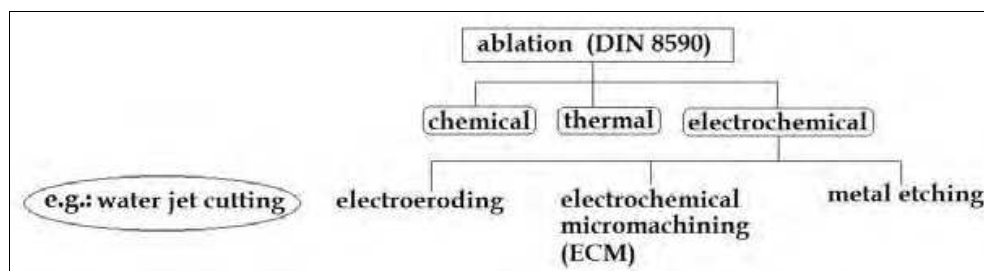 ablation (DIN 8590)
chemical thermal electrochemical
e.g.: water jet cutting electroeroding electrochemical metal etching
micromachining
(ECM)